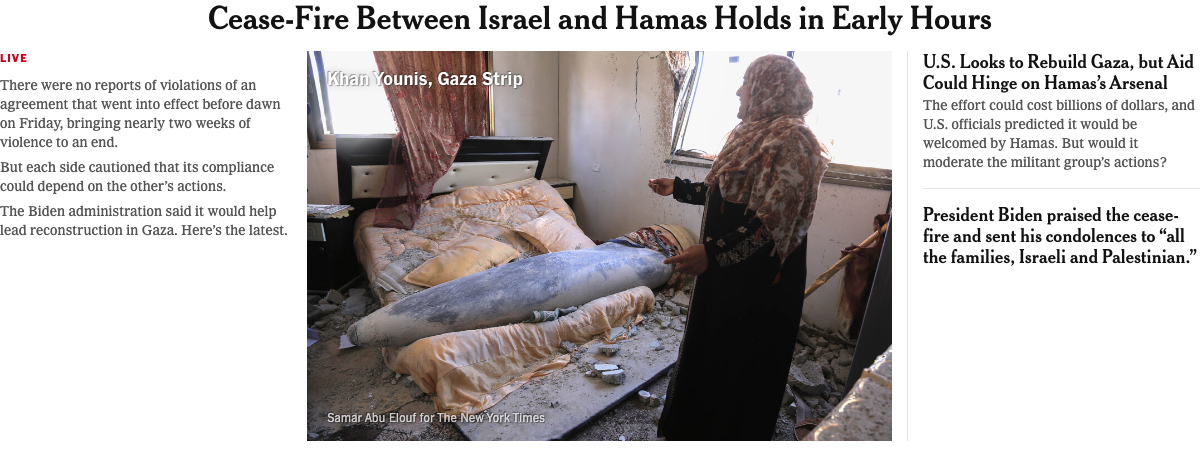 Cease-Fire Between Israel and Hamas Holds in Early Hours
LIVE
There were no reports of violations of an
agreement that went into effect before dawn
on Friday, bringing nearly two weeks of
violence to an end.
But each side cautioned that its compliance
could depend on the other’s actions.
The Biden administration said it would help
lead reconstruction in Gaza. Here’s the latest.
Khan Younis, Gaza Strip
Samar Abu Elouf for The New York Times
U.S. Looks to Rebuild Gaza, but Aid
Could Hinge on Hamas’s Arsenal
The effort could cost billions of dollars, and
U.S. officials predicted it would be
welcomed by Hamas. But would it
moderate the militant group’s actions?
President Biden praised the cease-
fire and sent his condolences to “all
the families, Israeli and Palestinian.”